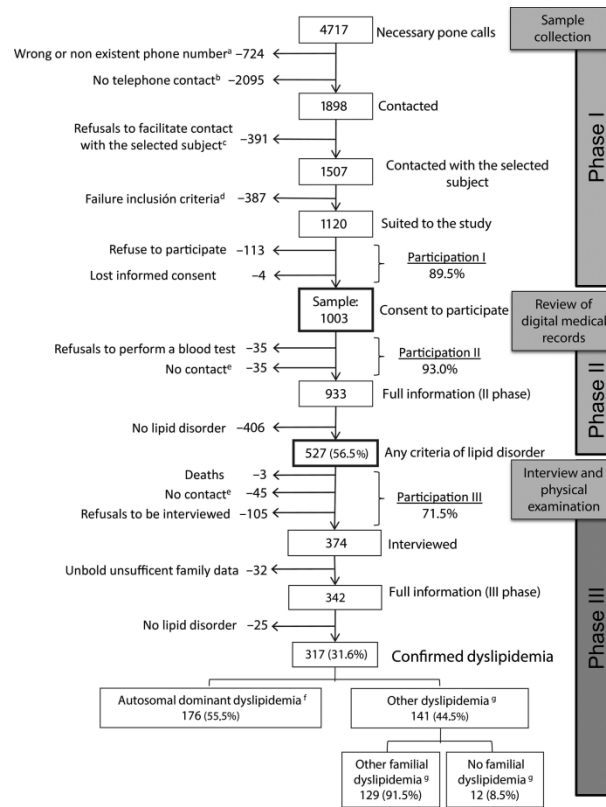 4717
Necessary pone calls
Sample
collection
Wrong or non existent phone numberᵃ −724
No telephone contactᵇ −2095
1898
Contacted
Refusals to facilitate contact
with the selected subjectᶜ −391
1507
Contacted with the selected
subject
Failure inclusión criteriaᵈ −387
1120
Suited to the study
Phase I
Refuse to participate −113
Lost informed consent −4
Participation I
89.5%
Sample:
1003
Consent to participate
Review of
digital medical
records
Refusals to perform a blood test −35
No contactᵉ −35
Participation II
93.0%
933
Full information (II phase)
Phase II
No lipid disorder −406
527 (56.5%)
Any criteria of lipid disorder
Interview and
physical
examination
Deaths −3
No contactᵉ −45
Refusals to be interviewed −105
Participation III
71.5%
374
Interviewed
Unbold unsufficent family data −32
342
Full information (III phase)
No lipid disorder −25
317 (31.6%)
Confirmed dyslipidemia
Phase III
Autosomal dominant dyslipidemia ᶠ
176 (55,5%)
Other dyslipidemia ᵍ
141 (44.5%)
Other familial
dyslipidemia ᵍ
129 (91.5%)
No familial
dyslipidemia ᵍ
12 (8.5%)